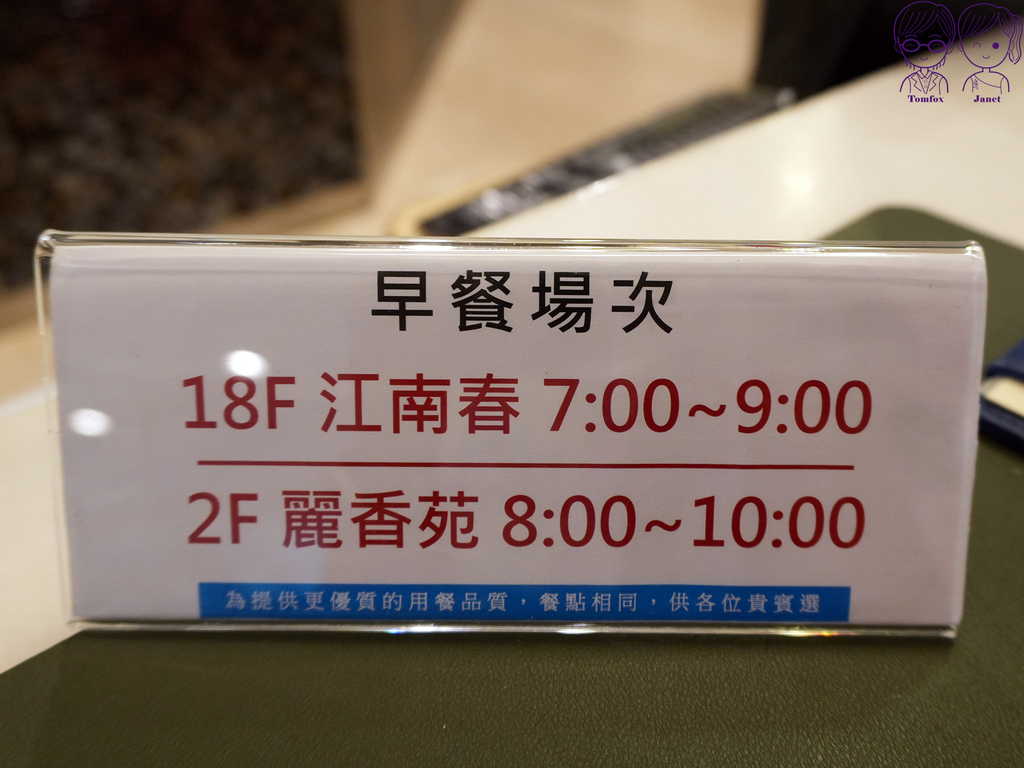 Tomfox Janet
早餐場次
18F 江南春 7:00~9:00
2F 麗香苑 8:00~10:00
為提供更優質的用餐品質，餐點相同，供各位貴賓選